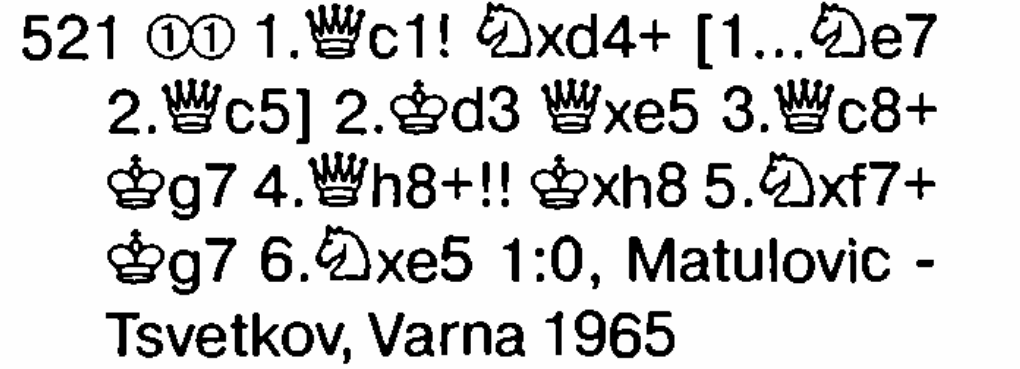 521 ①① 1.♕c1! ♘xd4+ [1...♘e7
2.♕c5] 2.♔d3 ♕xe5 3.♕c8+
♔g7 4.♕h8+!! ♔xh8 5.♘xf7+
♔g7 6.♘xe5 1:0, Matulovic -
Tsvetkov, Varna 1965